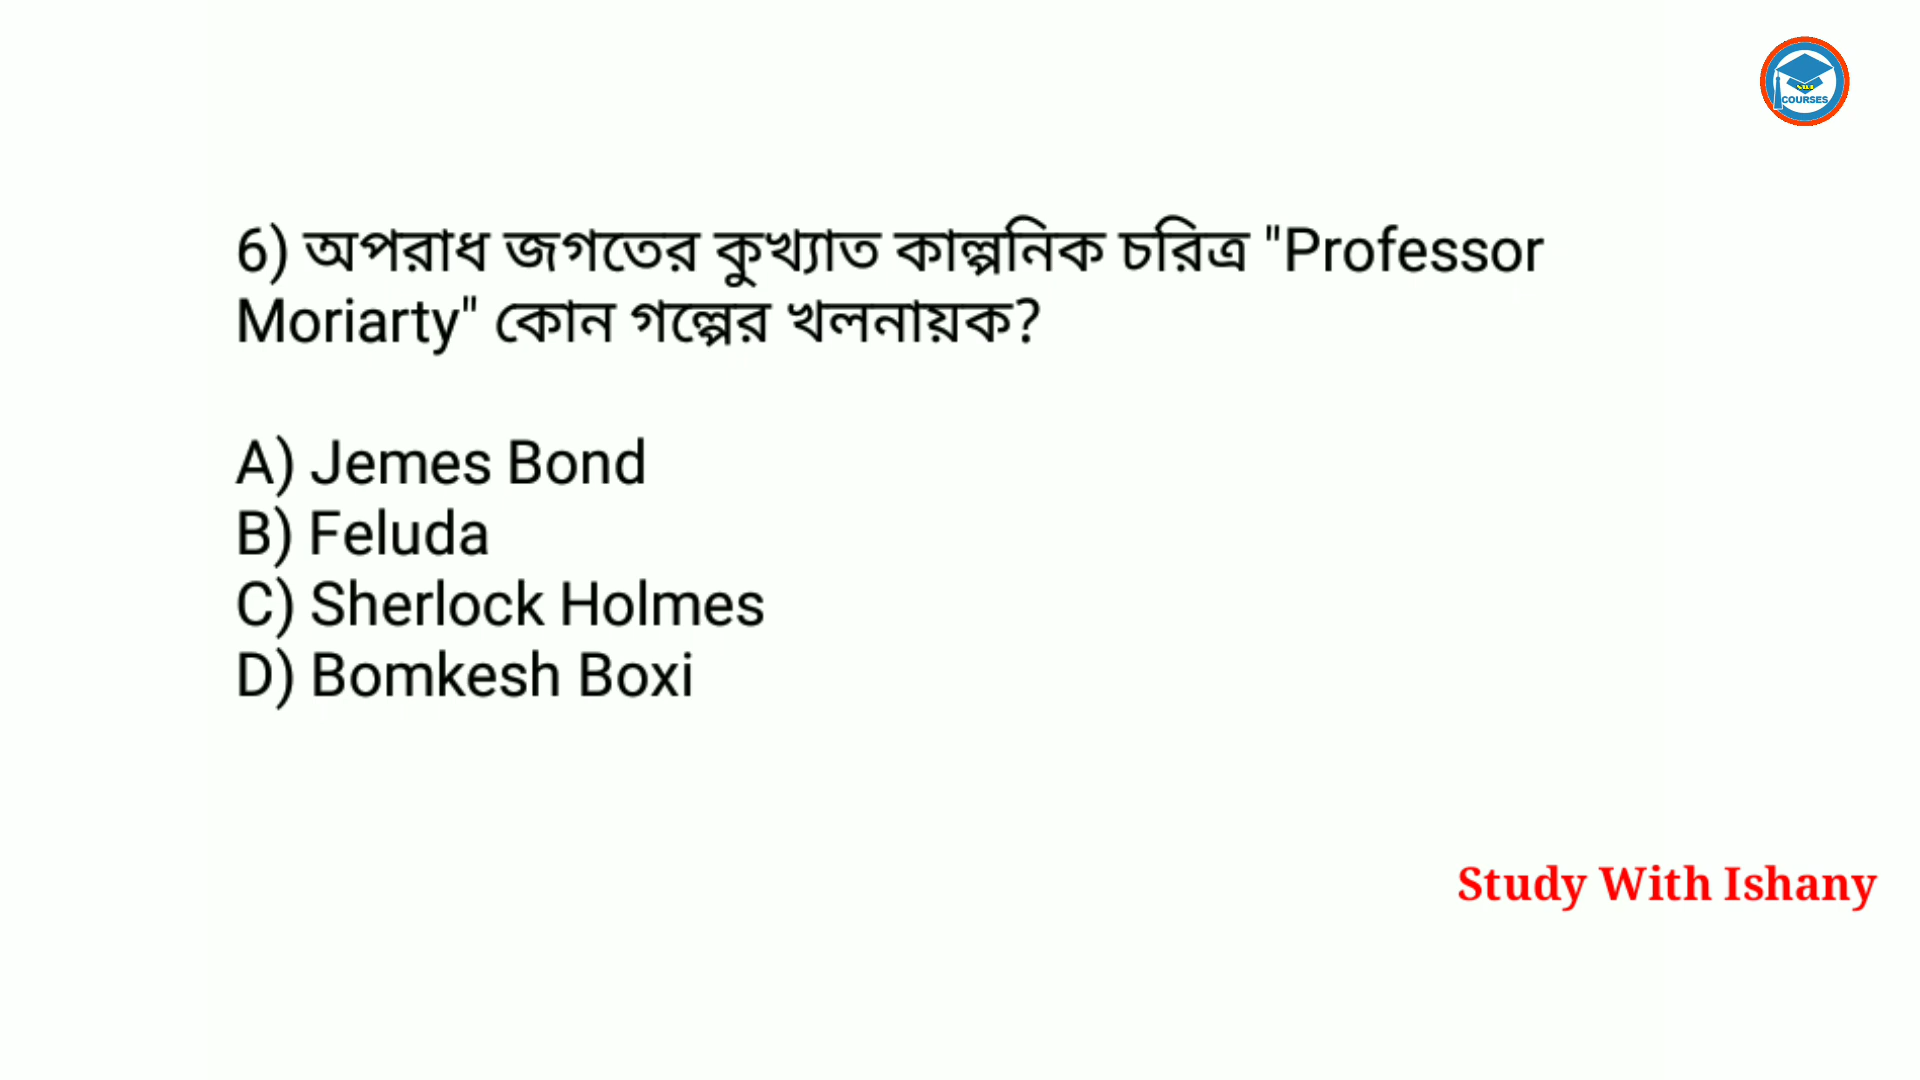 COURSES
6) অপরাধ জগতের কুখ্যাত কাল্পনিক চরিত্র "Professor
Moriarty" কোন গল্পের খলনায়ক?
A) Jemes Bond
B) Feluda
C) Sherlock Holmes
D) Bomkesh Boxi
Study With Ishany